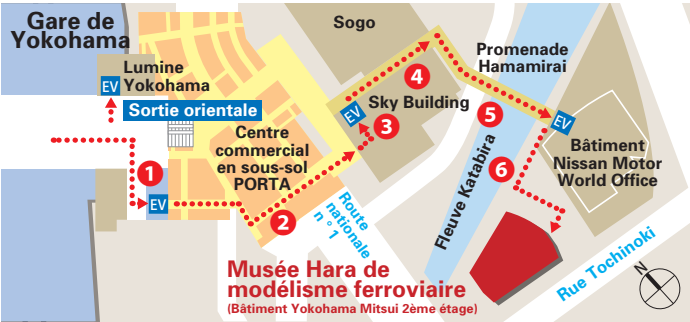 Gare de
Yokohama
Sogo
Lumine
Yokohama
EV
Sortie orientale
Promenade
Hamamirai
4
EV
Sky Building
3
5
EV
Centre
commercial
en sous-sol
PORTA
Bâtiment
Nissan Motor
World Office
1
EV
2
6
Route
nationale
n° 1
Fleuve Katabira
Musée Hara de
modélisme ferroviaire
(Bâtiment Yokohama Mitsui 2ème étage)
Rue Tochinoki
N